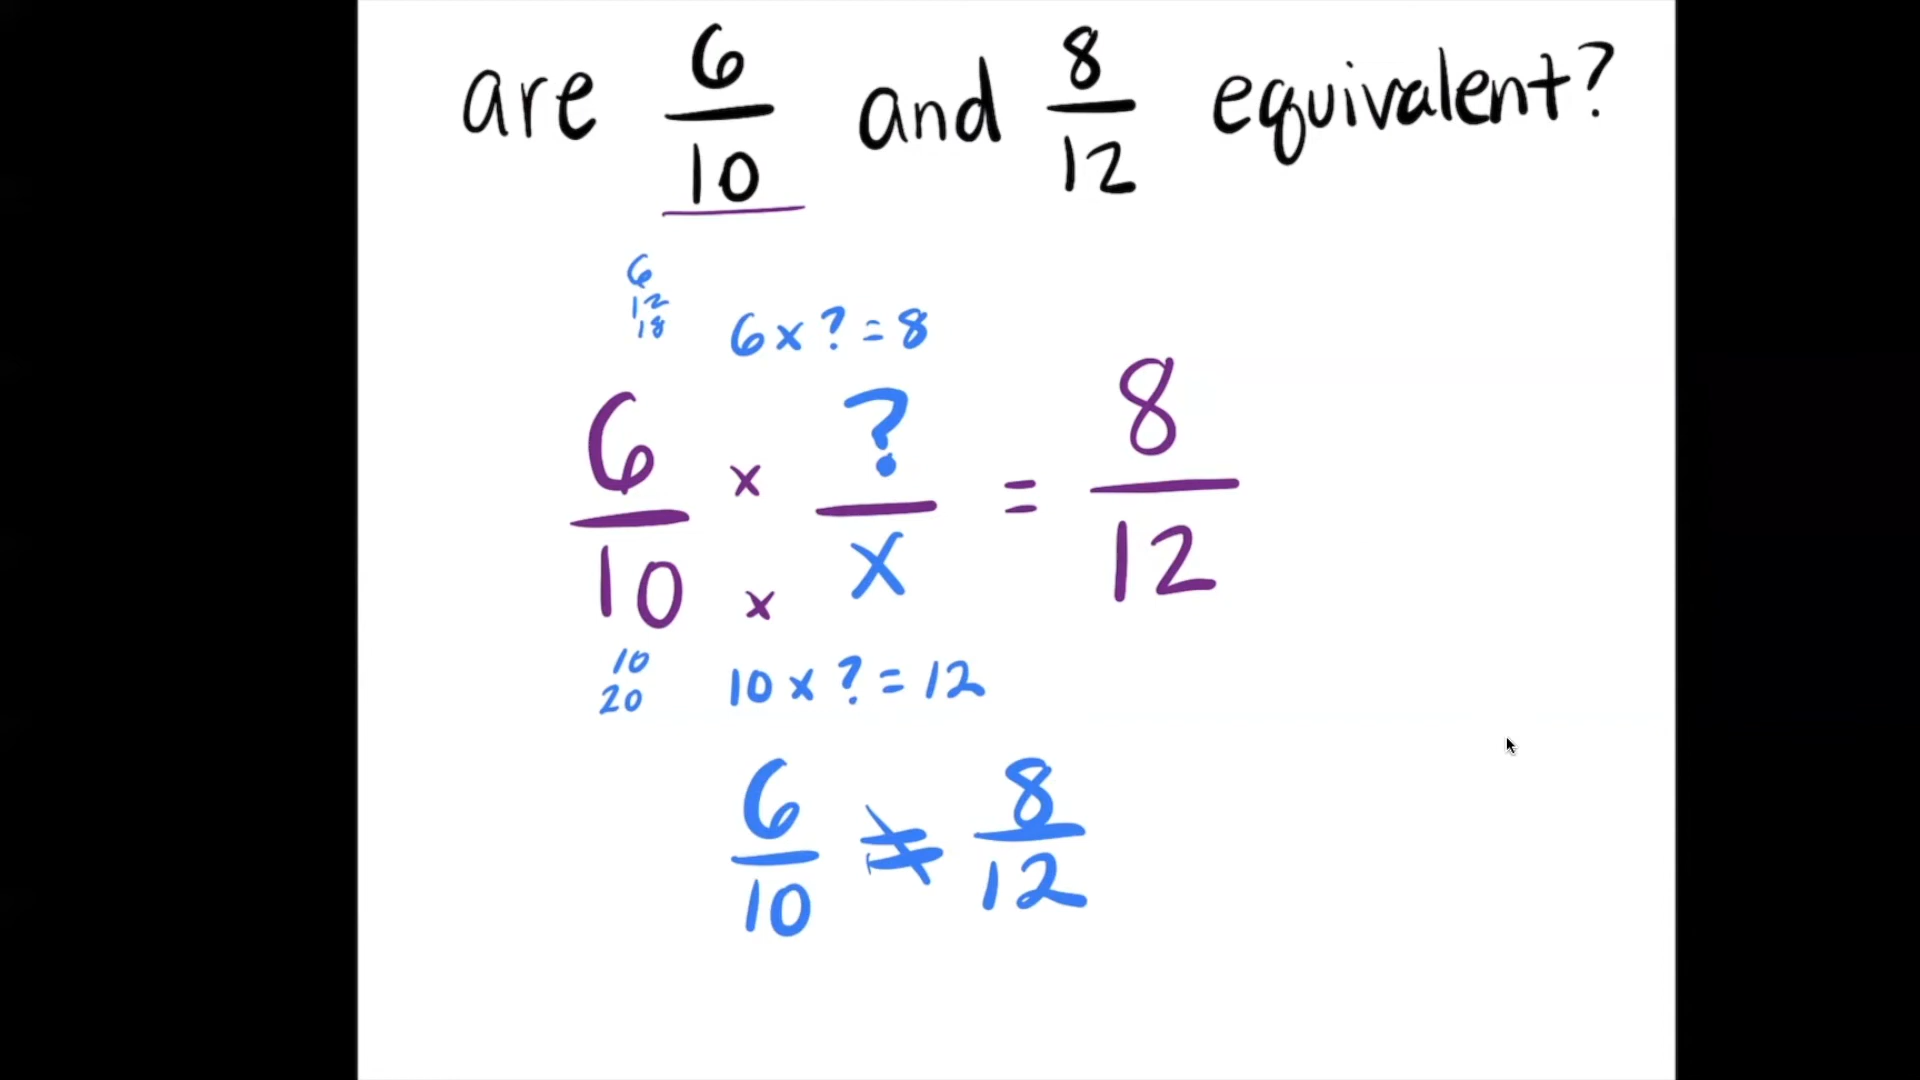 are 6/10 and 8/12 equivalent?
6
12
18
6 x ? = 8
6/10 x ?/x = 8/12
x
10
20
10 x ? = 12
6/10 ≠ 8/12